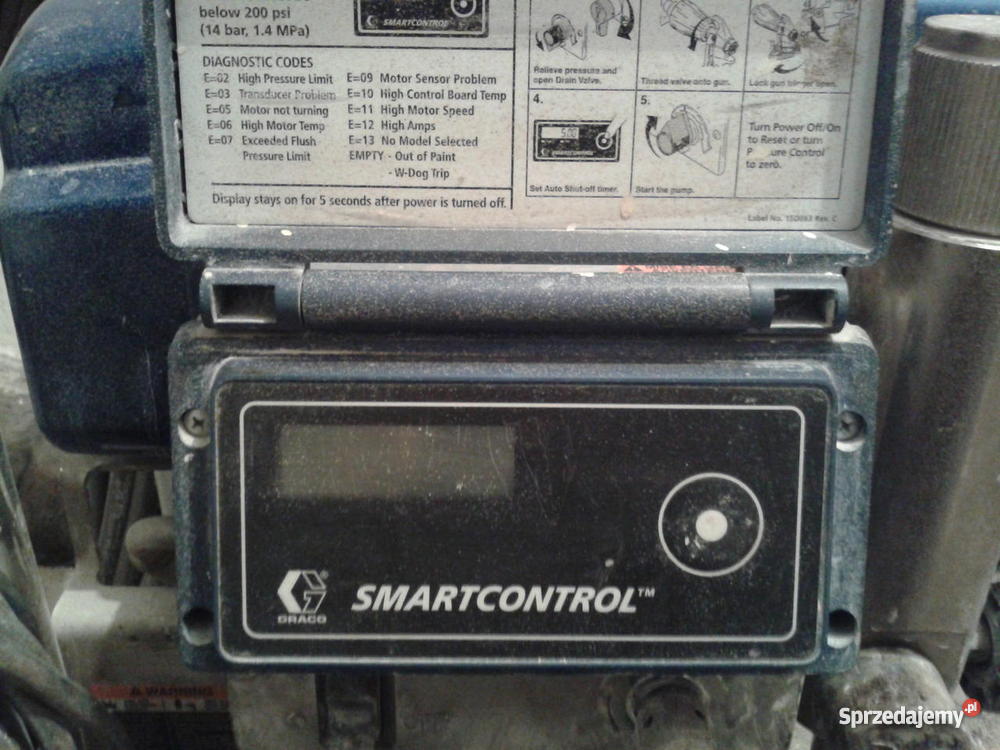 below 200 psi
(14 bar, 1.4 MPa)
SMARTCONTROL
DIAGNOSTIC CODES
E=02 High Pressure Limit
E=03 Transducer Problem
E=05 Motor not turning
E=06 High Motor Temp
E=07 Exceeded Flush
Pressure Limit
E=09 Motor Sensor Problem
E=10 High Control Board Temp
E=11 High Motor Speed
E=12 High Amps
E=13 No Model Selected
EMPTY - Out of Paint
- W-Dog Trip
Display stays on for 5 seconds after power is turned off.
Relieve pressure and
open Drain Valve.
Thread valve onto gun.
Lock gun trigger open.
4.
500
Set Auto Shut-off timer.
5.
Start the pump.
Turn Power Off/On
to Reset or turn
Control
to zero.
Label No. Rev. C
GRACO
SMARTCONTROL™
WARNING
Sprzedajemy.pl